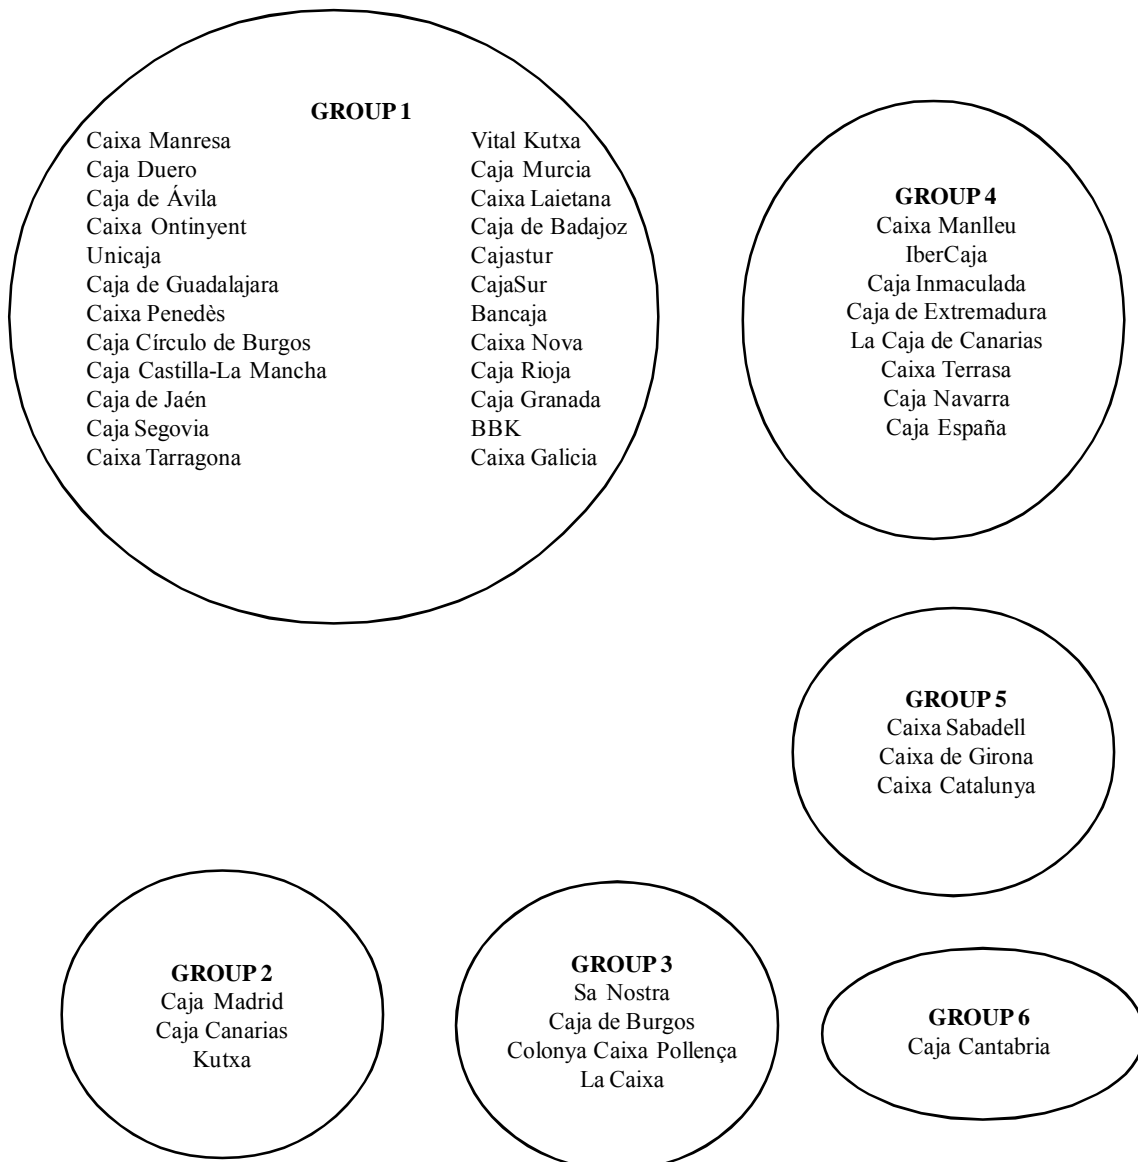 GROUP 1
Caixa Manresa
Caja Duero
Caja de Ávila
Caixa Ontinyent
Unicaja
Caja de Guadalajara
Caixa Penedès
Caja Círculo de Burgos
Caja Castilla-La Mancha
Caja de Jaén
Caja Segovia
Caixa Tarragona
Vital Kutxa
Caja Murcia
Caixa Laietana
Caja de Badajoz
Cajastur
CajaSur
Bancaja
Caixa Nova
Caja Rioja
Caja Granada
BBK
Caixa Galicia
GROUP 4
Caixa Manlleu
IberCaja
Caja Inmaculada
Caja de Extremadura
La Caja de Canarias
Caixa Terrasa
Caja Navarra
Caja España
GROUP 5
Caixa Sabadell
Caixa de Girona
Caixa Catalunya
GROUP 2
Caja Madrid
Caja Canarias
Kutxa
GROUP 3
Sa Nostra
Caja de Burgos
Colonya Caixa Pollença
La Caixa
GROUP 6
Caja Cantabria